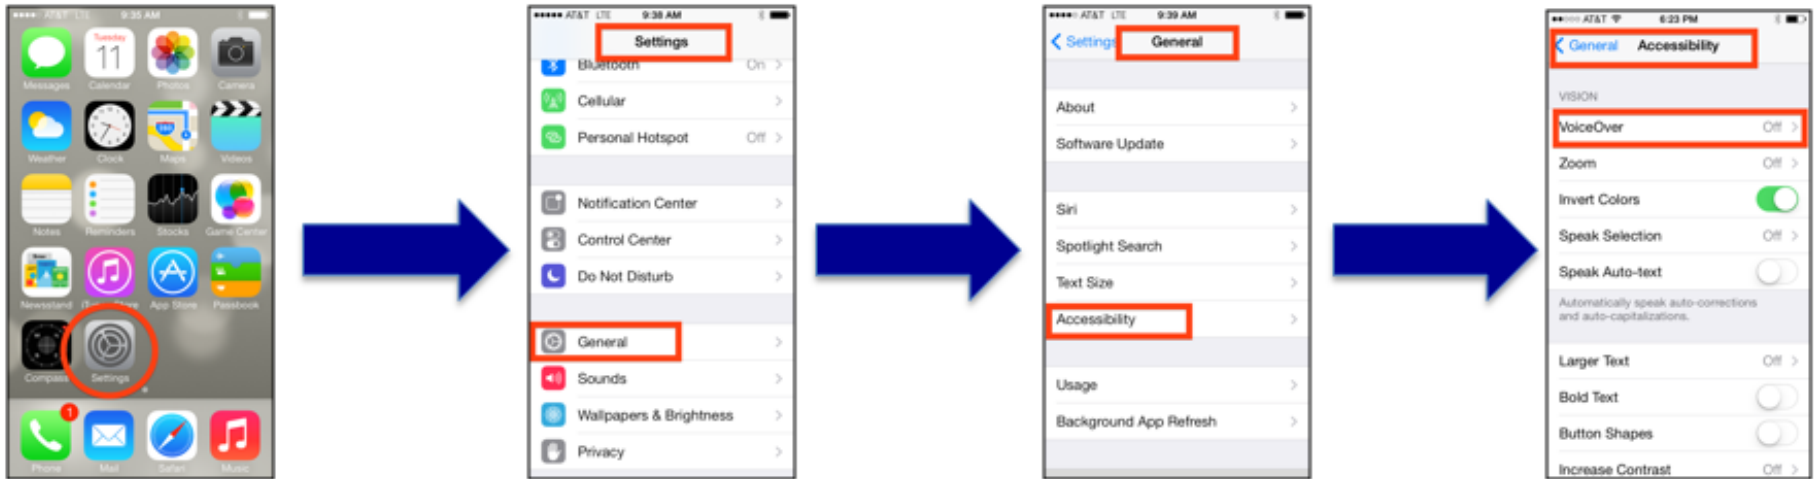 AT&T LTE 9:35 AM
Tuesday
11
Messages Calendar Photos Camera
280
Weather Clock Maps Videos
Notes Reminders Stocks Game Center
Newsstand iTunes Store App Store Passbook
Compass Settings
1
Phone Mail Safari Music
AT&T LTE 9:38 AM
Settings
Bluetooth On
Cellular
Personal Hotspot Off
Notification Center
Control Center
Do Not Disturb
General
Sounds
Wallpapers & Brightness
Privacy
AT&T LTE 9:39 AM
Settings General
About
Software Update
Siri
Spotlight Search
Text Size
Accessibility
Usage
Background App Refresh
AT&T 6:23 PM
General Accessibility
VISION
VoiceOver Off
Zoom Off
Invert Colors
Speak Selection Off
Speak Auto-text
Automatically speak auto-corrections
and auto-capitalizations.
Larger Text Off
Bold Text
Button Shapes
Increase Contrast Off